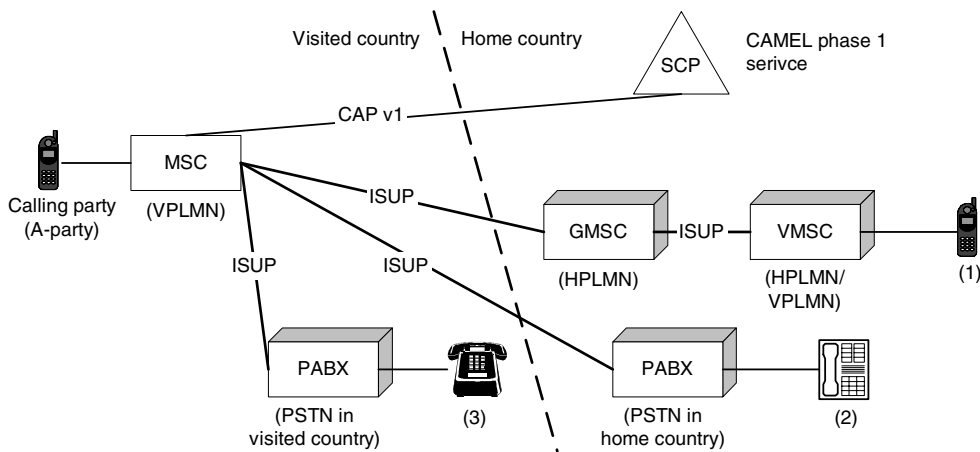 Visited country
Home country
SCP
CAMEL phase 1
serivce
CAP v1
MSC
Calling party
(A-party)
(VPLMN)
ISUP
GMSC
ISUP
VMSC
(HPLMN)
(HPLMN/
VPLMN)
(1)
ISUP
ISUP
PABX
(PSTN in
visited country)
(3)
PABX
(PSTN in
home country)
(2)